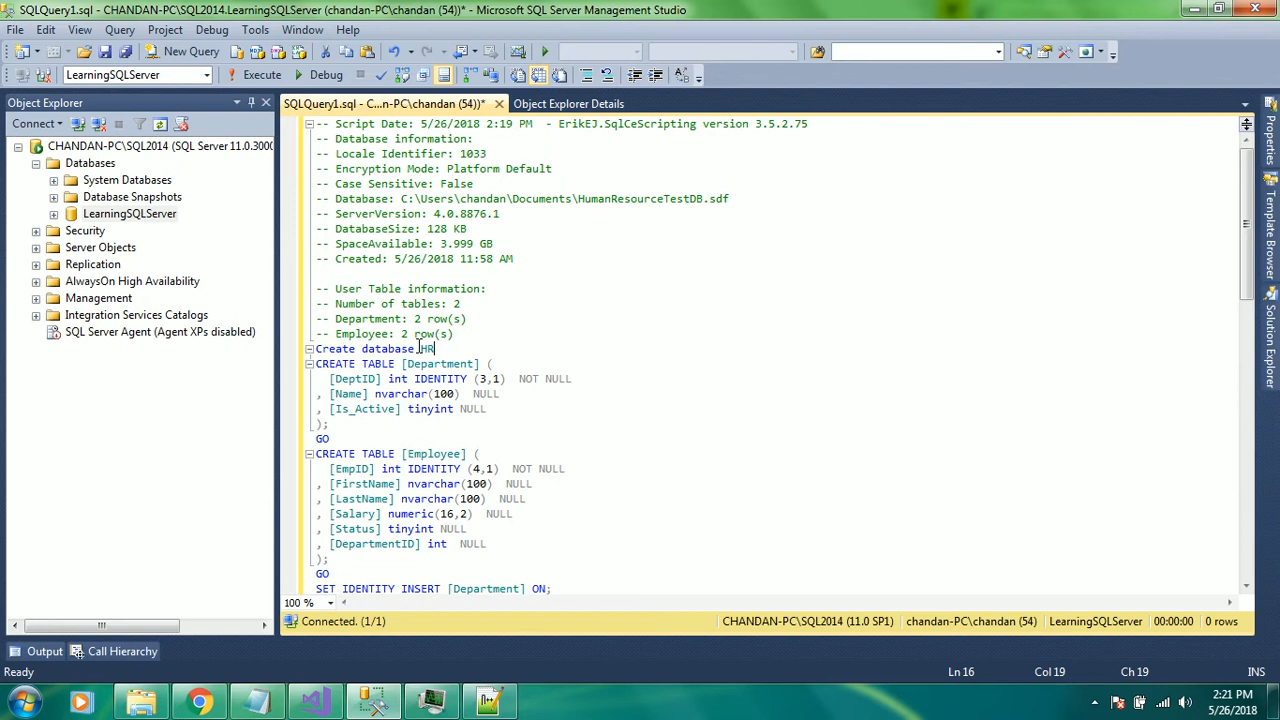 SQLQuery1.sql - CHANDAN-PC\SQL2014.LearningSQLServer (chandan-pc\chandan (54))* - Microsoft SQL Server Management Studio
File Edit View Query Project Debug Tools Window Help
New Query
LearningSQLServer Execute Debug
Object Explorer
SQLQuery1.sql - C...n-PC\chandan (54))* Object Explorer Details
Connect
CHANDAN-PC\SQL2014 (SQL Server 11.0.3000
Databases
System Databases
Database Snapshots
LearningSQLServer
Security
Server Objects
Replication
AlwaysOn High Availability
Management
Integration Services Catalogs
SQL Server Agent (Agent XPs disabled)
-- Script Date: 5/26/2018 2:19 PM  - ErikEJ.SqlCeScripting version 3.5.2.75
-- Database information:
-- Locale Identifier: 1033
-- Encryption Mode: Platform Default
-- Case Sensitive: False
-- Database: C:\Users\chandan\Documents\HumanResourceTestDB.sdf
-- ServerVersion: 4.0.8876.1
-- DatabaseSize: 128 KB
-- SpaceAvailable: 3.999 GB
-- Created: 5/26/2018 11:58 AM
-- User Table information:
-- Number of tables: 2
-- Department: 2 row(s)
-- Employee: 2 row(s)
Create database HR
CREATE TABLE [Department] (
[DeptID] int IDENTITY (3,1)  NOT NULL
, [Name] nvarchar(100)  NULL
, [Is_Active] tinyint NULL
);
GO
CREATE TABLE [Employee] (
[EmpID] int IDENTITY (4,1)  NOT NULL
, [FirstName] nvarchar(100)  NULL
, [LastName] nvarchar(100)  NULL
, [Salary] numeric(16,2)  NULL
, [Status] tinyint NULL
, [DepartmentID] int  NULL
);
GO
SET IDENTITY_INSERT [Department] ON;
100 %
Connected. (1/1) CHANDAN-PC\SQL2014 (11.0 SP1) chandan-pc\chandan (54) LearningSQLServer 00:00:00 0 rows
Properties
Template Browser
Solution Explorer
Output Call Hierarchy
Ready Ln 16 Col 19 Ch 19 INS
2:21 PM
5/26/2018